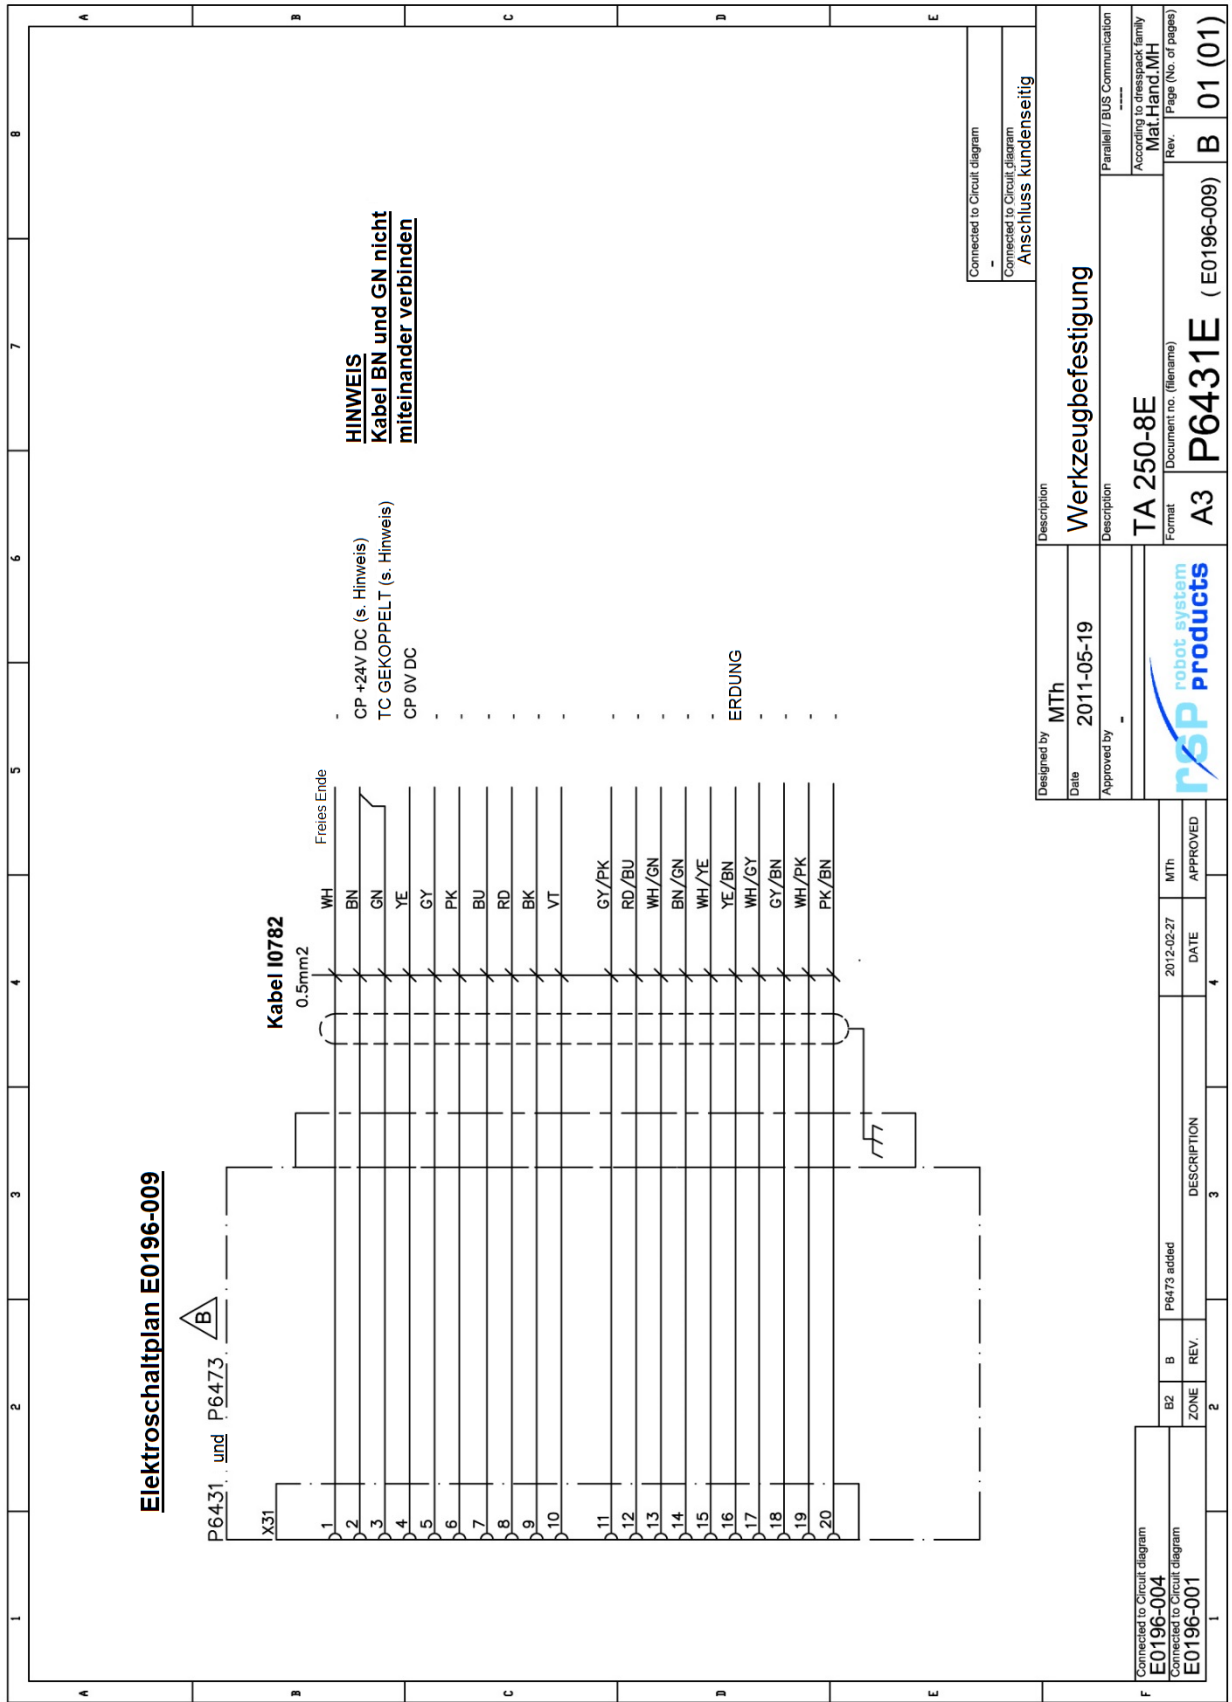 1 2 3 4 5 6 7 8
A
B
C
D
E
Elektroschaltplan E0196-009
P6431 und P6473
B
X31
Kabel I0782
0.5mm2
Freies Ende
1 WH -
2 BN CP +24V DC (s. Hinweis)
3 GN TC GEKOPPELT (s. Hinweis)
4 YE CP 0V DC
5 GY -
6 PK -
7 BU -
8 RD -
9 BK -
10 VT -
11 GY/PK -
12 RD/BU -
13 WH/GN -
14 BN/GN -
15 WH/YE -
16 YE/BN ERDUNG
17 WH/GY -
18 GY/BN -
19 WH/PK -
20 PK/BN -
HINWEIS
Kabel BN und GN nicht
miteinander verbinden
Connected to Circuit diagram
-
Connected to Circuit diagram
Anschluss kundenseitig
Connected to Circuit diagram
E0196-004
Connected to Circuit diagram
E0196-001
B2 B P6473 added 2012-02-27 MTh
ZONE REV. DESCRIPTION DATE APPROVED
Designed by
MTh
Date
2011-05-19
Approved by
-
rsp robot system
products
Description
Werkzeugbefestigung
Description
TA 250-8E
Parallell / BUS Communication
----
According to dresspack family
Mat.Hand.MH
Format
A3
Document no. (filename)
P6431E ( E0196-009)
Rev.
B
Page (No. of pages)
01 (01)
A
B
C
D
E
F
1 2 3 4